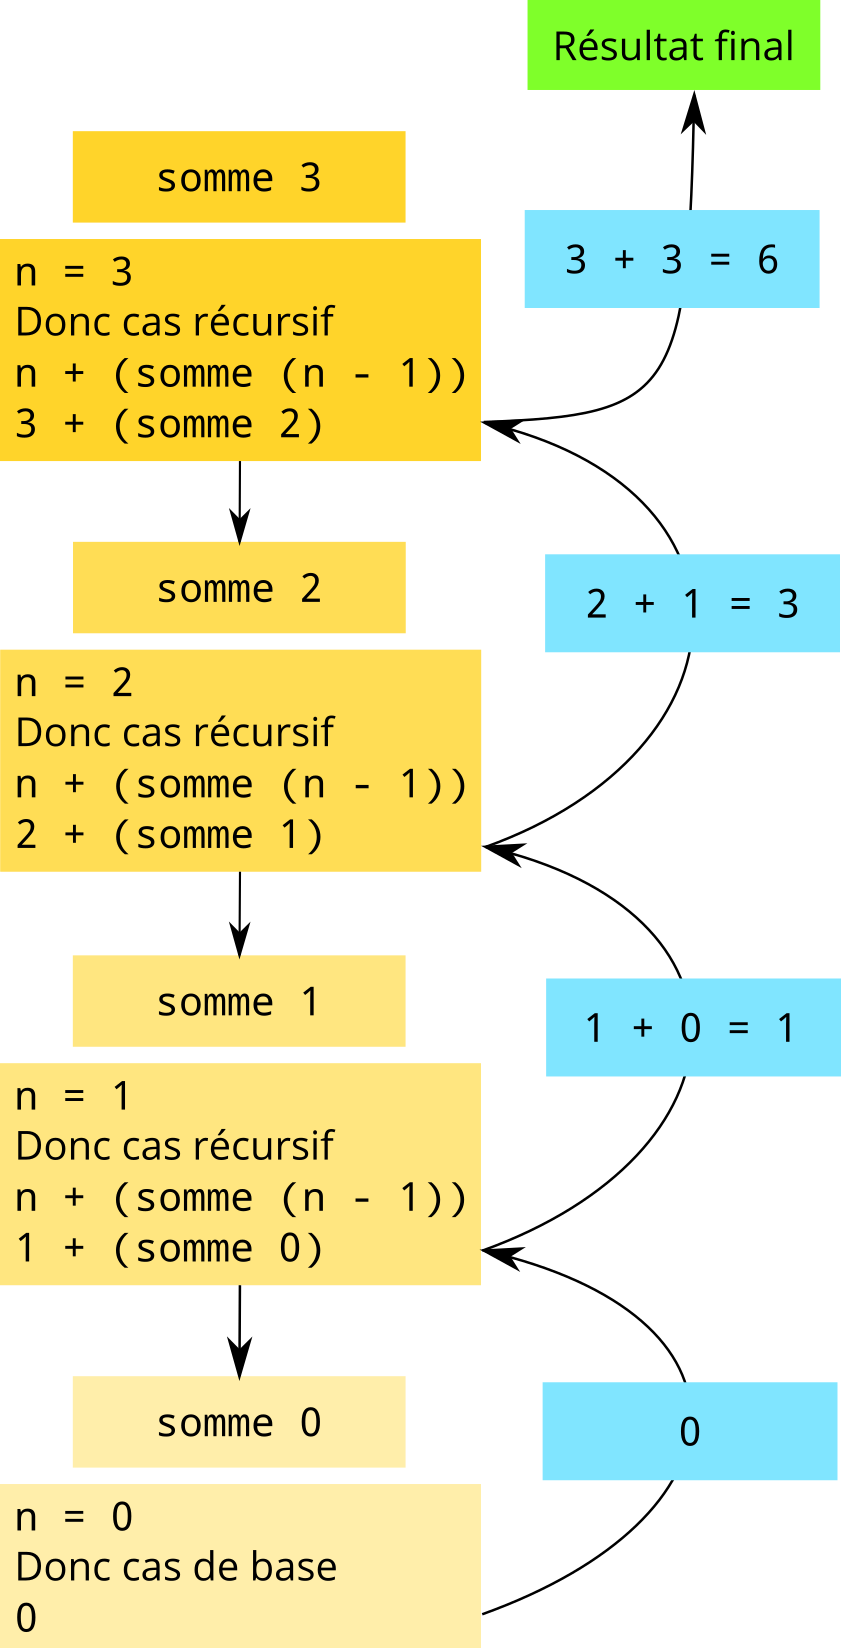 Résultat final
somme 3
3 + 3 = 6
n = 3
Donc cas récursif
n + (somme (n - 1))
3 + (somme 2)
somme 2
2 + 1 = 3
n = 2
Donc cas récursif
n + (somme (n - 1))
2 + (somme 1)
somme 1
1 + 0 = 1
n = 1
Donc cas récursif
n + (somme (n - 1))
1 + (somme 0)
somme 0
0
n = 0
Donc cas de base
0